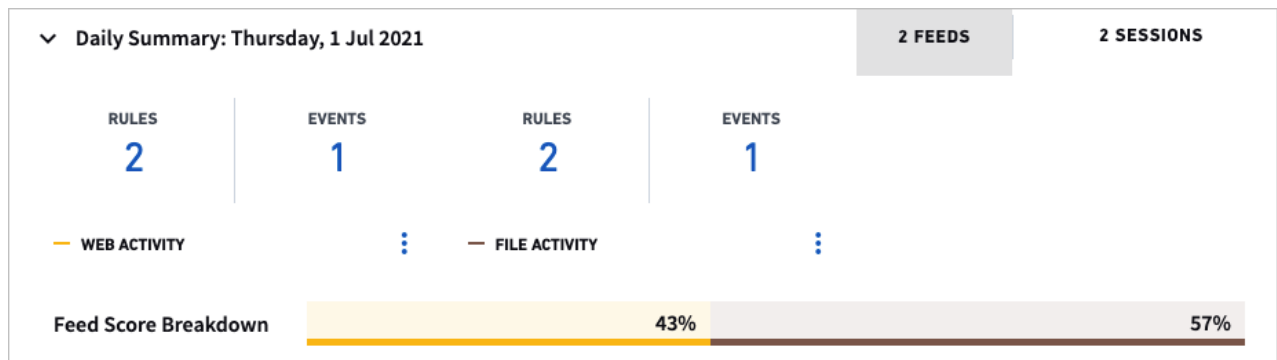 Daily Summary: Thursday, 1 Jul 2021
2 FEEDS
2 SESSIONS
RULES
2
EVENTS
1
RULES
2
EVENTS
1
WEB ACTIVITY
FILE ACTIVITY
Feed Score Breakdown
43%
57%